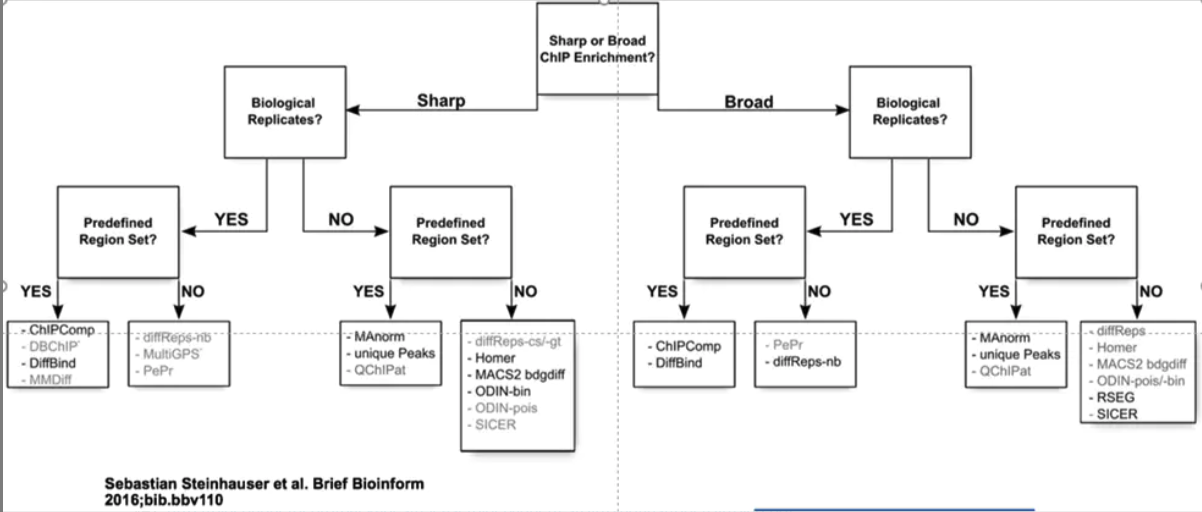 Sharp or Broad
ChIP Enrichment?
Sharp
Broad
Biological
Replicates?
Biological
Replicates?
YES
NO
YES
NO
Predefined
Region Set?
Predefined
Region Set?
Predefined
Region Set?
Predefined
Region Set?
YES
NO
YES
NO
YES
NO
YES
NO
- ChIPComp
- DBChIP*
- DiffBind
- MMDiff
- diffReps-nb
- MultiGPS*
- PePr
- MAnorm
- unique Peaks
- QChIPat
- diffReps-cs/-gt
- Homer
- MACS2 bdgdiff
- ODIN-bin
- ODIN-pois
- SICER
- ChIPComp
- DiffBind
- PePr
- diffReps-nb
- MAnorm
- unique Peaks
- QChIPat
- diffReps
- Homer
- MACS2 bdgdiff
- ODIN-pois/-bin
- RSEG
- SICER
Sebastian Steinhauser et al. Brief Bioinform
2016;bib.bbv110